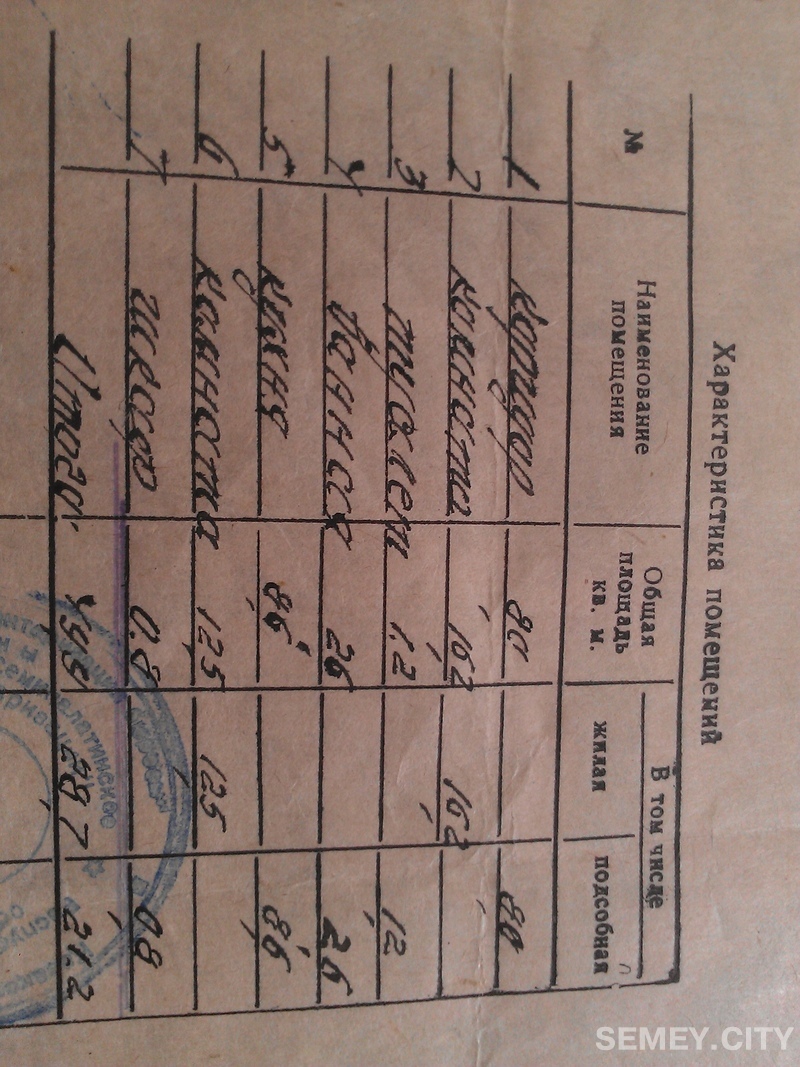 Характеристика помещений
№ Наименование помещения Общая площадь кв. м. В том числе
жилая подсобная
1 коридор 8,0 8,0
2 комната 16,2 16,2
3 туалет 1.2 1,2
4 ванная 2,6 2,6
5 кухня 8,6 8,6
6 комната 12,5 12,5
7 шкаф 0.8 0,8
Итого: 49,9 28,7 21.2
SEMEY.CITY